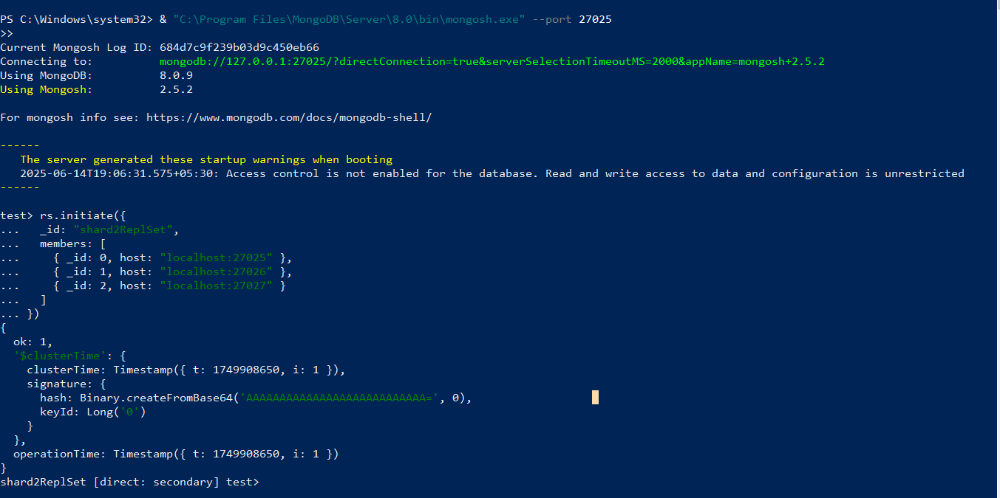 PS C:\Windows\system32> & "C:\Program Files\MongoDB\Server\8.0\bin\mongosh.exe" --port 27025
>>
Current Mongosh Log ID: 684d7c9f239b03d9c450eb66
Connecting to:          mongodb://127.0.0.1:27025/?directConnection=true&serverSelectionTimeoutMS=2000&appName=mongosh+2.5.2
Using MongoDB:          8.0.9
Using Mongosh:          2.5.2
For mongosh info see: https://www.mongodb.com/docs/mongodb-shell/
------
   The server generated these startup warnings when booting
   2025-06-14T19:06:31.575+05:30: Access control is not enabled for the database. Read and write access to data and configuration is unrestricted
------
test> rs.initiate({
...   _id: "shard2ReplSet",
...   members: [
...     { _id: 0, host: "localhost:27025" },
...     { _id: 1, host: "localhost:27026" },
...     { _id: 2, host: "localhost:27027" }
...   ]
... })
{
  ok: 1,
  '$clusterTime': {
    clusterTime: Timestamp({ t: 1749908650, i: 1 }),
    signature: {
      hash: Binary.createFromBase64('AAAAAAAAAAAAAAAAAAAAAAAAAAA=', 0),
      keyId: Long('0')
    }
  },
  operationTime: Timestamp({ t: 1749908650, i: 1 })
}
shard2ReplSet [direct: secondary] test>